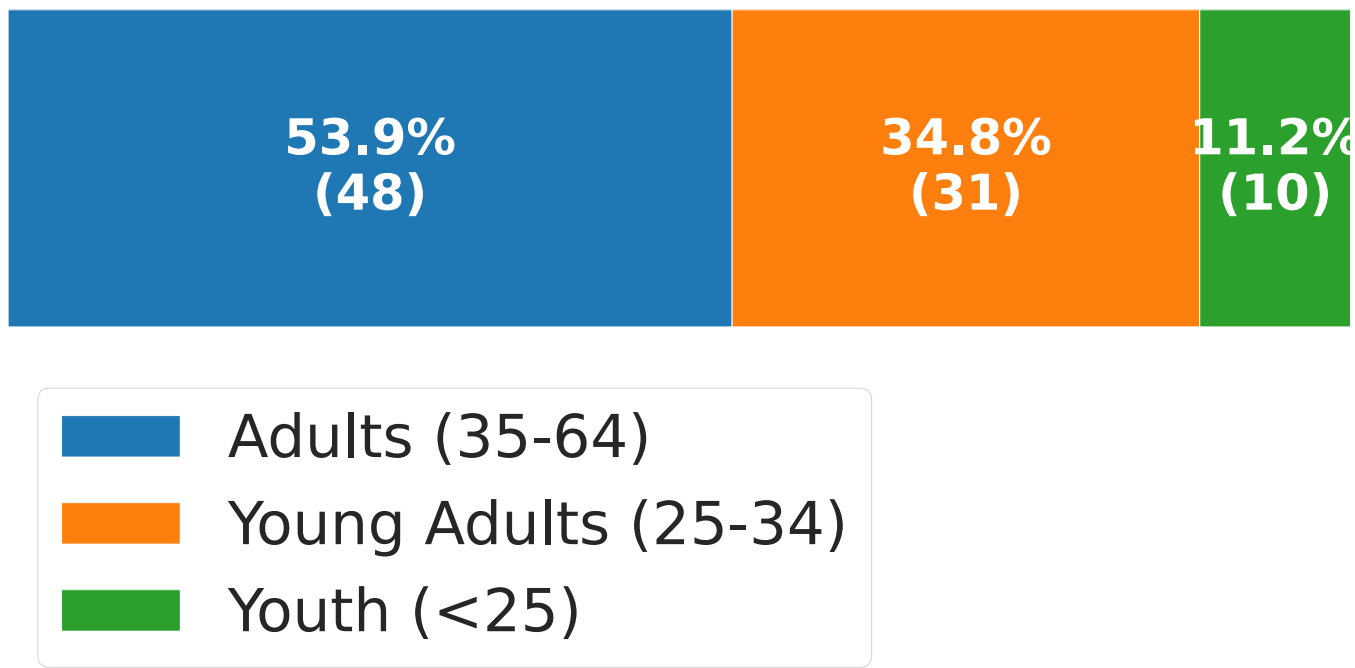 53.9%
(48)
34.8%
(31)
11.2%
(10)
Adults (35-64)
Young Adults (25-34)
Youth (<25)